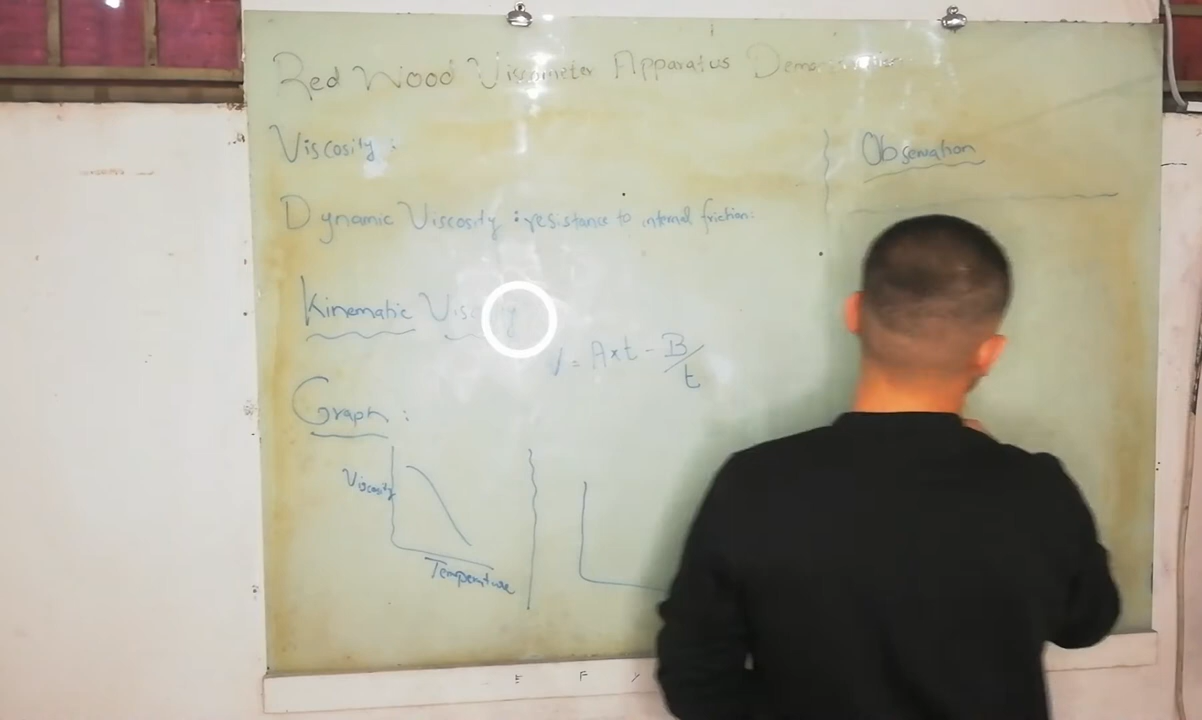 Red Wood Viscometer Apparatus
Viscosity :
Observation
Dynamic Viscosity : resistance to internal friction.
Kinematic
= A x t - B/t
Graph :
Viscosity
Temperature
E F Y